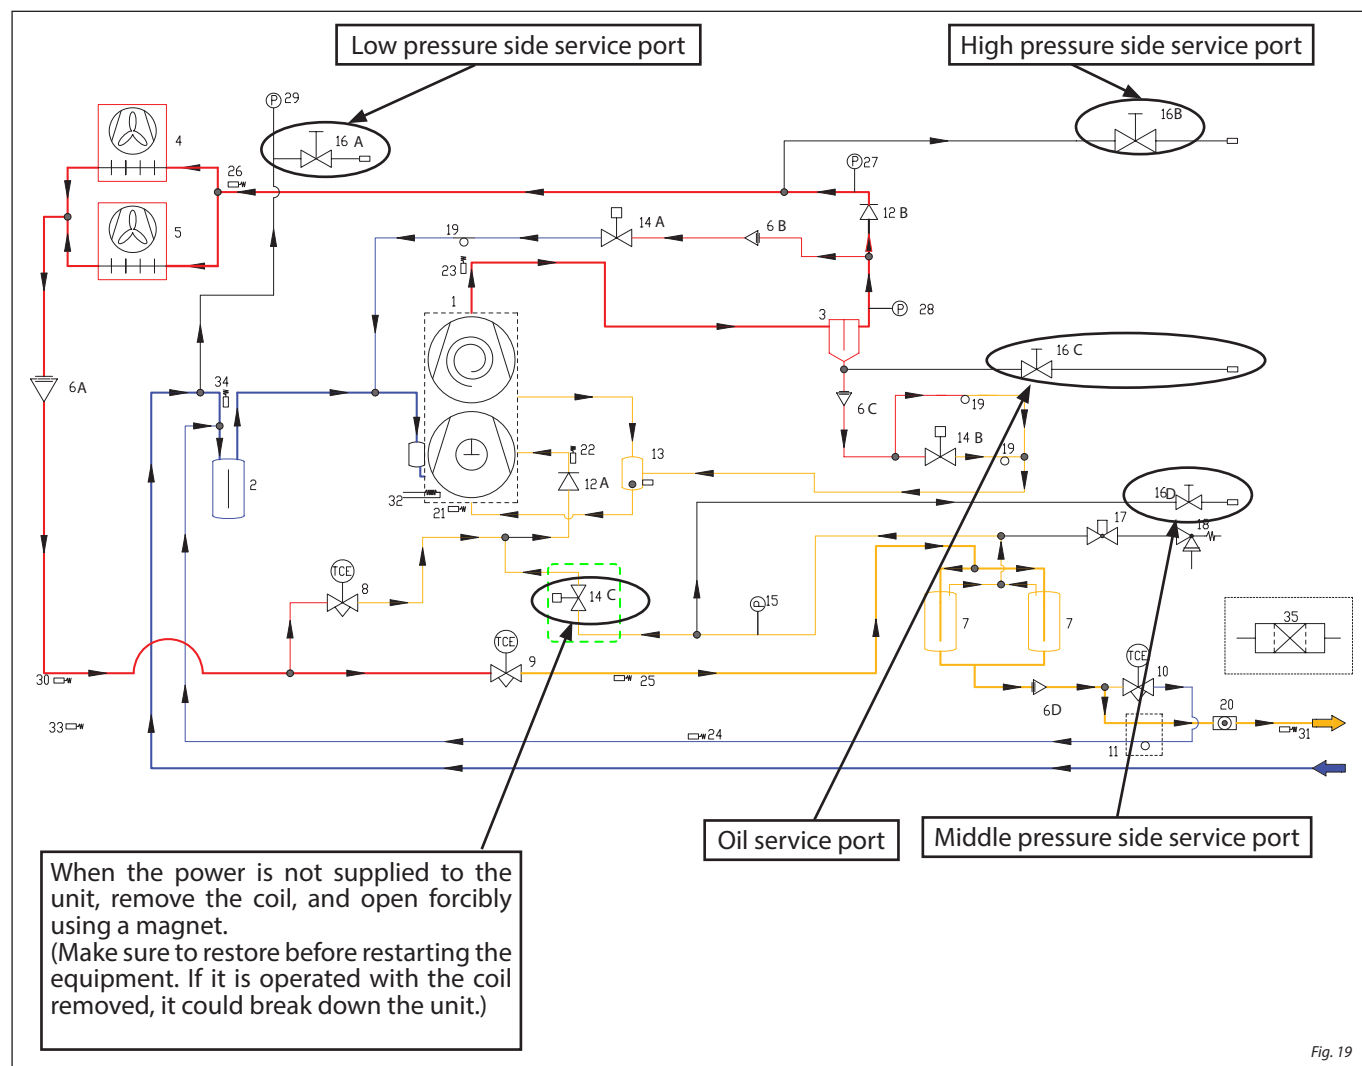 Low pressure side service port
High pressure side service port
P 29
16 A
16B
4
26
P 27
5
19
14 A
6 B
12 B
23
1
3
P 28
16 C
6A
34
6 C
19
14 B
19
22
13
2
12 A
32
21
16D
17
18
TCE
8
14 C
P 15
7
7
35
TCE
9
TCE
10
30
25
6D
20
33
24
11
31
Oil service port
Middle pressure side service port
When the power is not supplied to the
unit, remove the coil, and open forcibly
using a magnet.
(Make sure to restore before restarting the
equipment. If it is operated with the coil
removed, it could break down the unit.)
Fig. 19